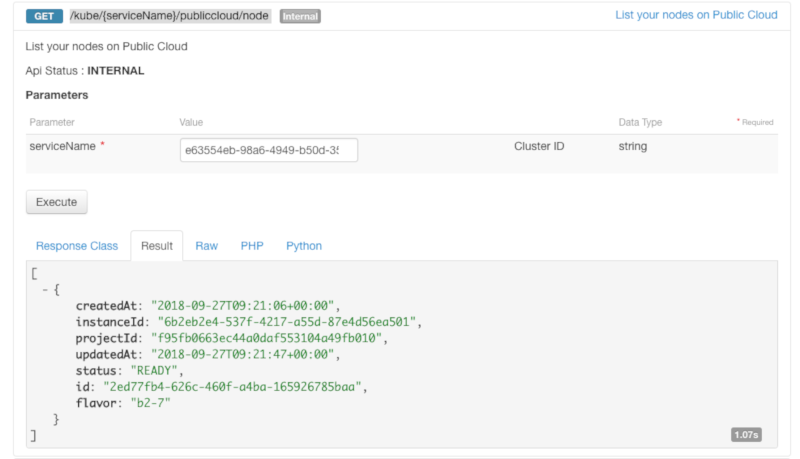 GET /kube/{serviceName}/publiccloud/node Internal List your nodes on Public Cloud
List your nodes on Public Cloud
Api Status : INTERNAL
Parameters
Parameter Value Data Type * Required
serviceName * e63554eb-98a6-4949-b50d-35 Cluster ID string
Execute
Response Class Result Raw PHP Python
[
- {
createdAt: "2018-09-27T09:21:06+00:00",
instanceId: "6b2eb2e4-537f-4217-a55d-87e4d56ea501",
projectId: "f95fb0663ec44a0daf553104a49fb010",
updatedAt: "2018-09-27T09:21:47+00:00",
status: "READY",
id: "2ed77fb4-626c-460f-a4ba-165926785baa",
flavor: "b2-7"
}
]
1.07s